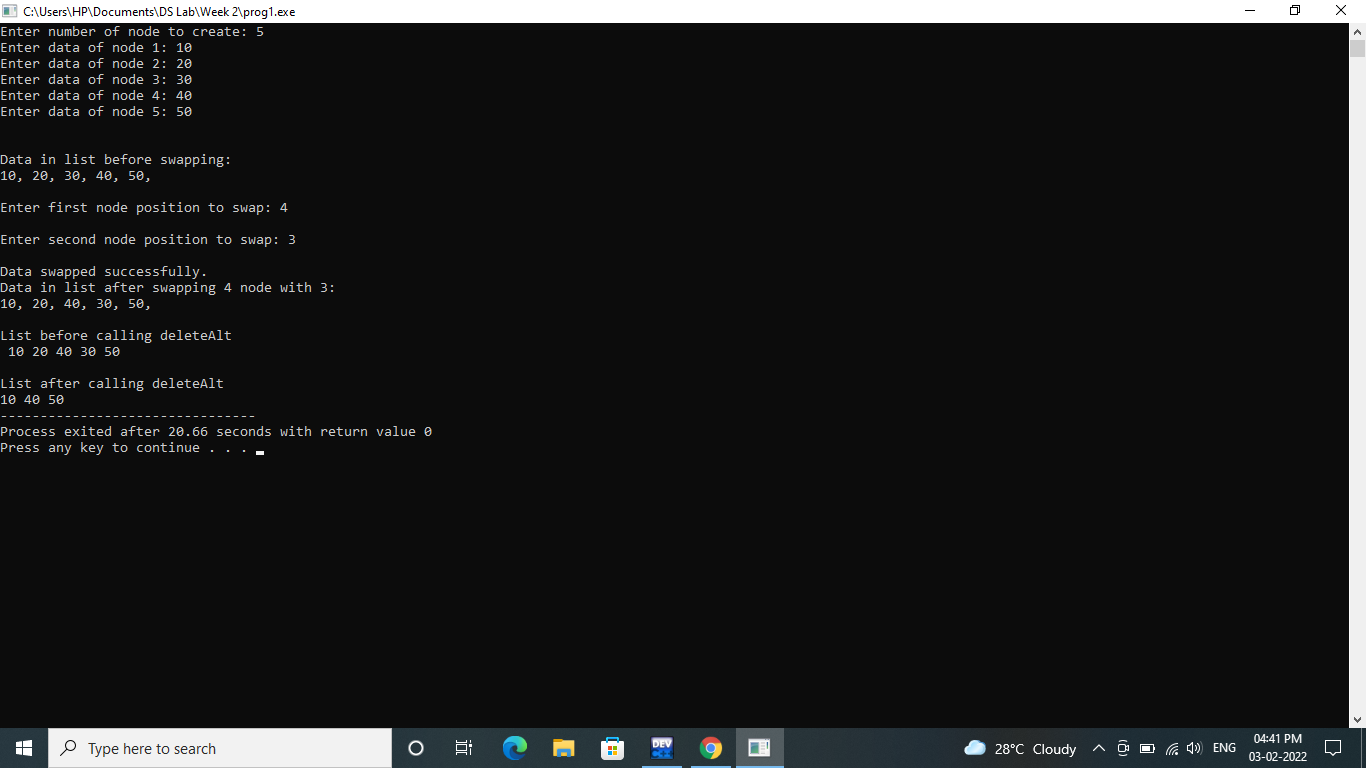 C:\Users\HP\Documents\DS Lab\Week 2\prog1.exe
Enter number of node to create: 5
Enter data of node 1: 10
Enter data of node 2: 20
Enter data of node 3: 30
Enter data of node 4: 40
Enter data of node 5: 50
Data in list before swapping:
10, 20, 30, 40, 50,
Enter first node position to swap: 4
Enter second node position to swap: 3
Data swapped successfully.
Data in list after swapping 4 node with 3:
10, 20, 40, 30, 50,
List before calling deleteAlt
10 20 40 30 50
List after calling deleteAlt
10 40 50
--------------------------------
Process exited after 20.66 seconds with return value 0
Press any key to continue . . .
Type here to search
DEV
28°C Cloudy
ENG
04:41 PM
03-02-2022